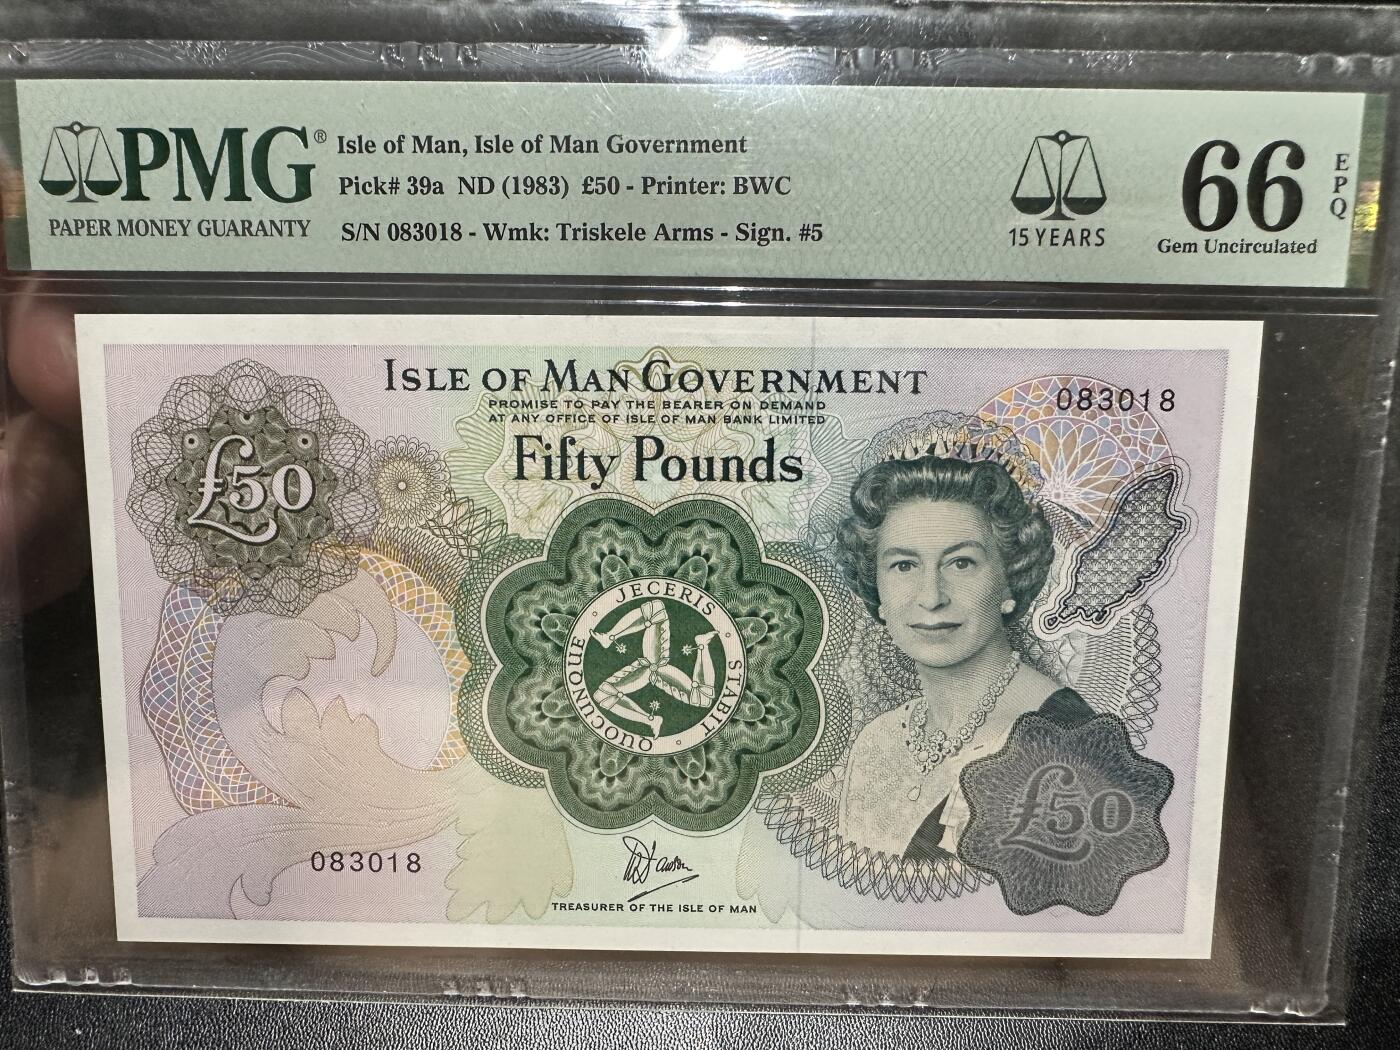 PMG®
PAPER MONEY GUARANTY
Isle of Man, Isle of Man Government
Pick# 39a ND (1983) £50 - Printer: BWC
S/N 083018 - Wmk: Triskele Arms - Sign. #5
15 YEARS
66
EPQ
Gem Uncirculated
ISLE OF MAN GOVERNMENT
PROMISE TO PAY THE BEARER ON DEMAND
AT ANY OFFICE OF ISLE OF MAN BANK LIMITED
Fifty Pounds
083018
£50
QUOCUNQUE · JECERIS · STABIT ·
£50
083018
TREASURER OF THE ISLE OF MAN